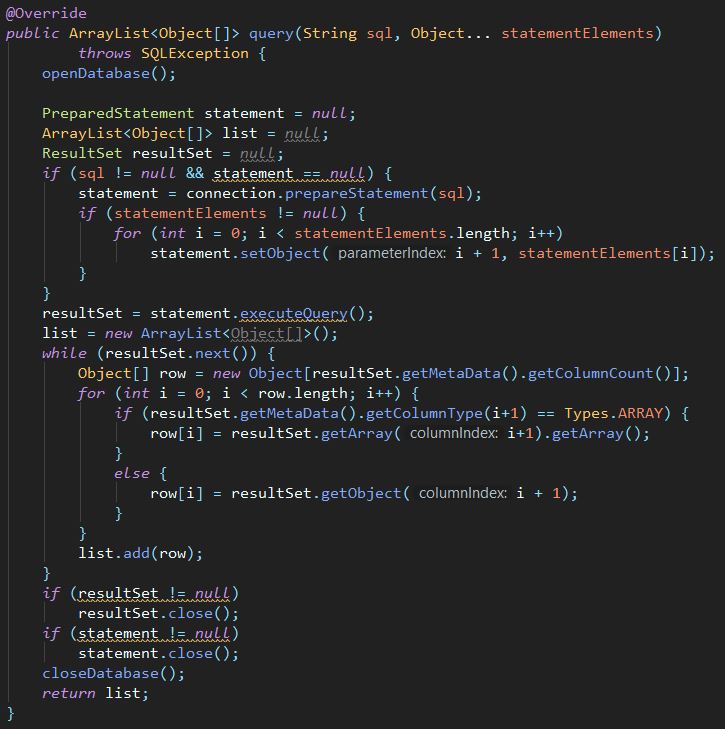 @Override
public ArrayList<Object[]> query(String sql, Object... statementElements)
        throws SQLException {
    openDatabase();

    PreparedStatement statement = null;
    ArrayList<Object[]> list = null;
    ResultSet resultSet = null;
    if (sql != null && statement == null) {
        statement = connection.prepareStatement(sql);
        if (statementElements != null) {
            for (int i = 0; i < statementElements.length; i++)
                statement.setObject( parameterIndex: i + 1, statementElements[i]);
        }
    }
    resultSet = statement.executeQuery();
    list = new ArrayList<Object[]>();
    while (resultSet.next()) {
        Object[] row = new Object[resultSet.getMetaData().getColumnCount()];
        for (int i = 0; i < row.length; i++) {
            if (resultSet.getMetaData().getColumnType(i+1) == Types.ARRAY) {
                row[i] = resultSet.getArray( columnIndex: i+1).getArray();
            }
            else {
                row[i] = resultSet.getObject( columnIndex: i + 1);
            }
        }
        list.add(row);
    }
    if (resultSet != null)
        resultSet.close();
    if (statement != null)
        statement.close();
    closeDatabase();
    return list;
}